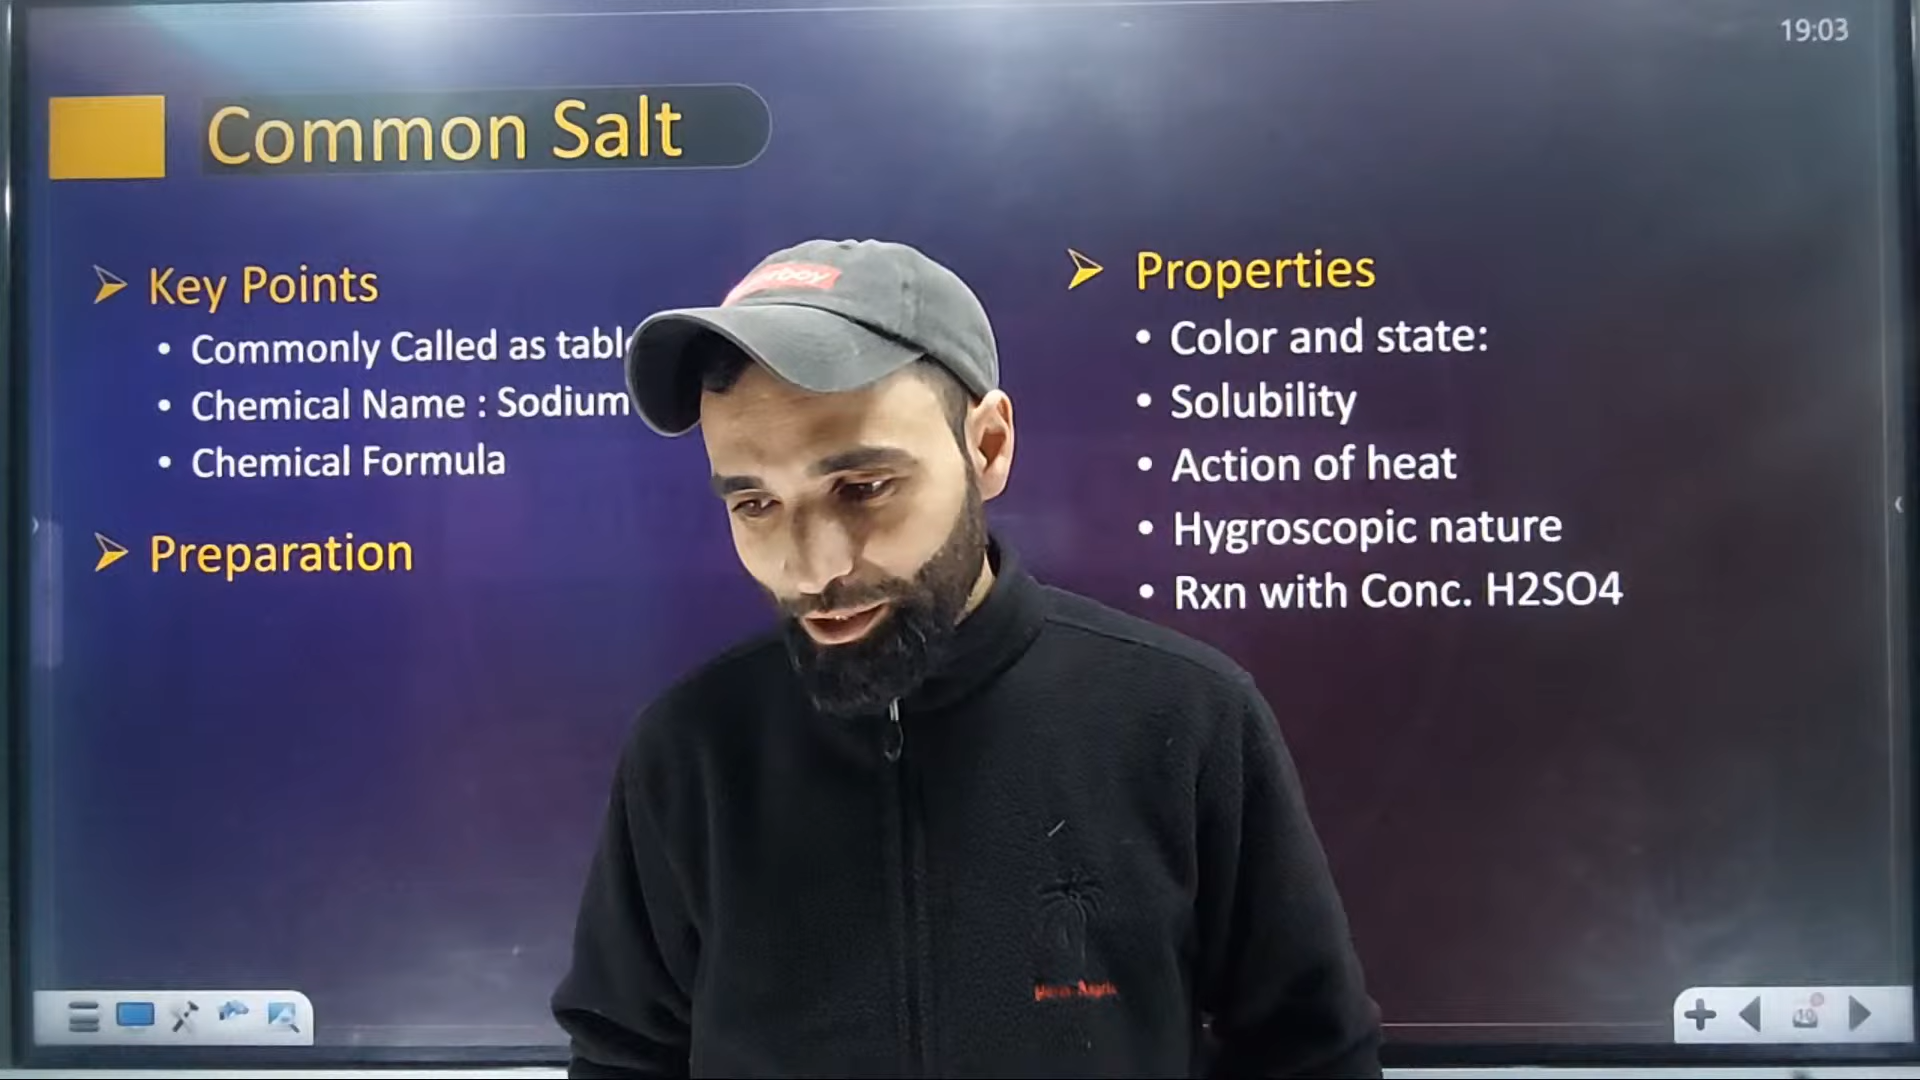 19:03
Common Salt
Key Points
• Commonly Called as
• Chemical Name : Sodium
• Chemical Formula
Preparation
Properties
• Color and state:
• Solubility
• Action of heat
• Hygroscopic nature
• Rxn with Conc. H2SO4
10